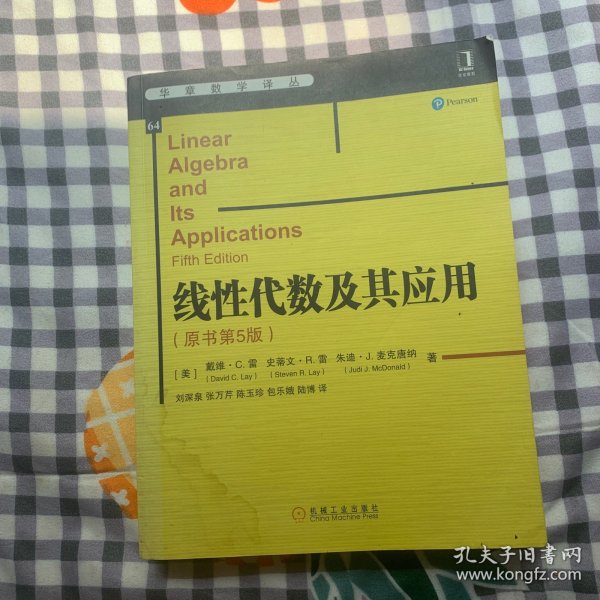 华章数学译丛
华章教育
Pearson
64
Linear
Algebra
and
Its
Applications
Fifth Edition
线性代数及其应用
(原书第5版)
[美] 戴维·C. 雷 史蒂文·R. 雷 朱迪·J. 麦克唐纳 著
(David C. Lay) (Steven R. Lay) (Judi J. McDonald)
刘深泉 张万芹 陈玉珍 包乐娥 陆博 译
机械工业出版社
China Machine Press
孔夫子旧书网
www.kongfz.com